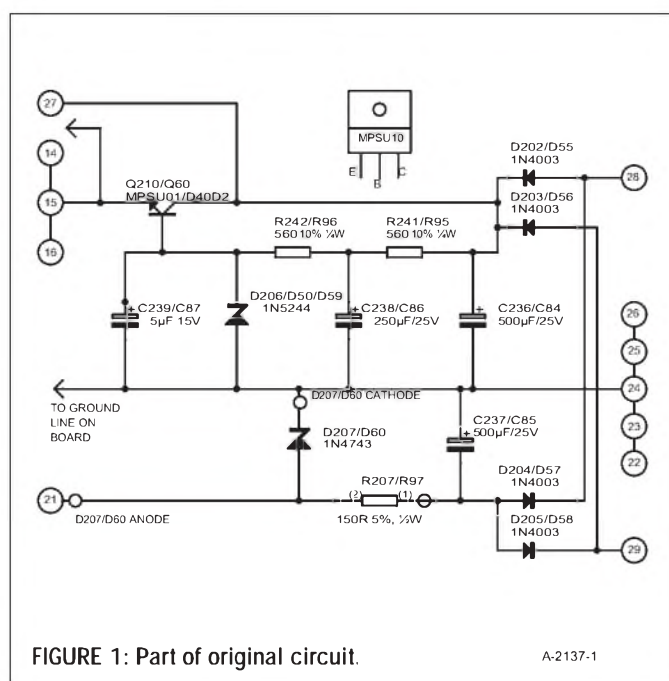 27
14
15
16
Q210/Q60
MPSU01/D40D2
MPSU10
E
B
C
D202/D55
1N4003
28
D203/D56
1N4003
R242/R96
560 10% ¼W
R241/R95
560 10% ¼W
C239/C87
5µF 15V
D206/D50/D59
1N5244
+
C238/C86
250µF/25V
+
C236/C84
500µF/25V
+
26
25
24
23
22
TO GROUND
LINE ON
BOARD
D207/D60 CATHODE
D207/D60
1N4743
C237/C85
500µF/25V
+
R207/R97
(2)
(1)
150R 5%, ½W
21
D207/D60 ANODE
D204/D57
1N4003
D205/D58
1N4003
29
FIGURE 1: Part of original circuit.
A-2137-1